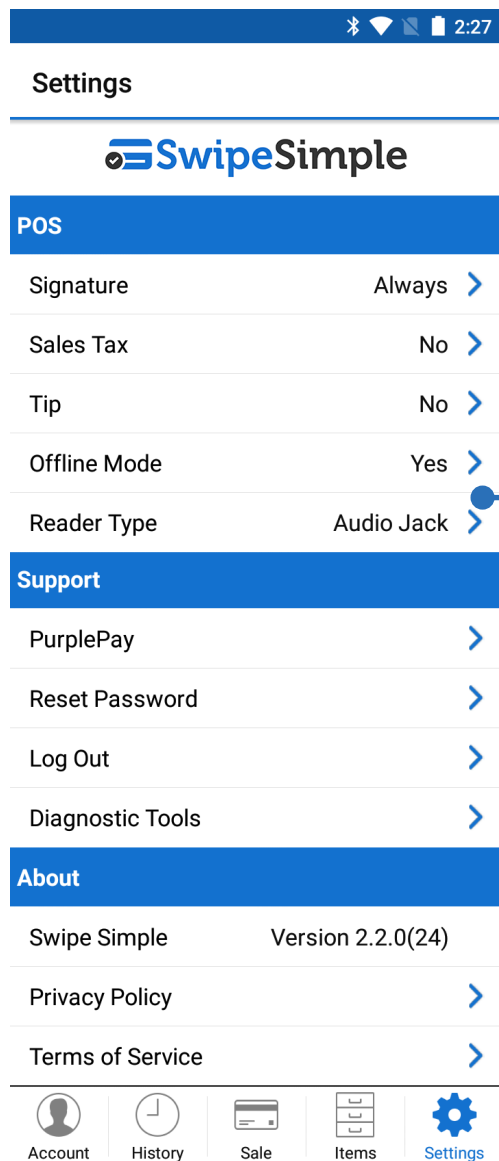 2:27
Settings
SwipeSimple
POS
Signature Always
Sales Tax No
Tip No
Offline Mode Yes
Reader Type Audio Jack
Support
PurplePay
Reset Password
Log Out
Diagnostic Tools
About
Swipe Simple Version 2.2.0(24)
Privacy Policy
Terms of Service
Account History Sale Items Settings